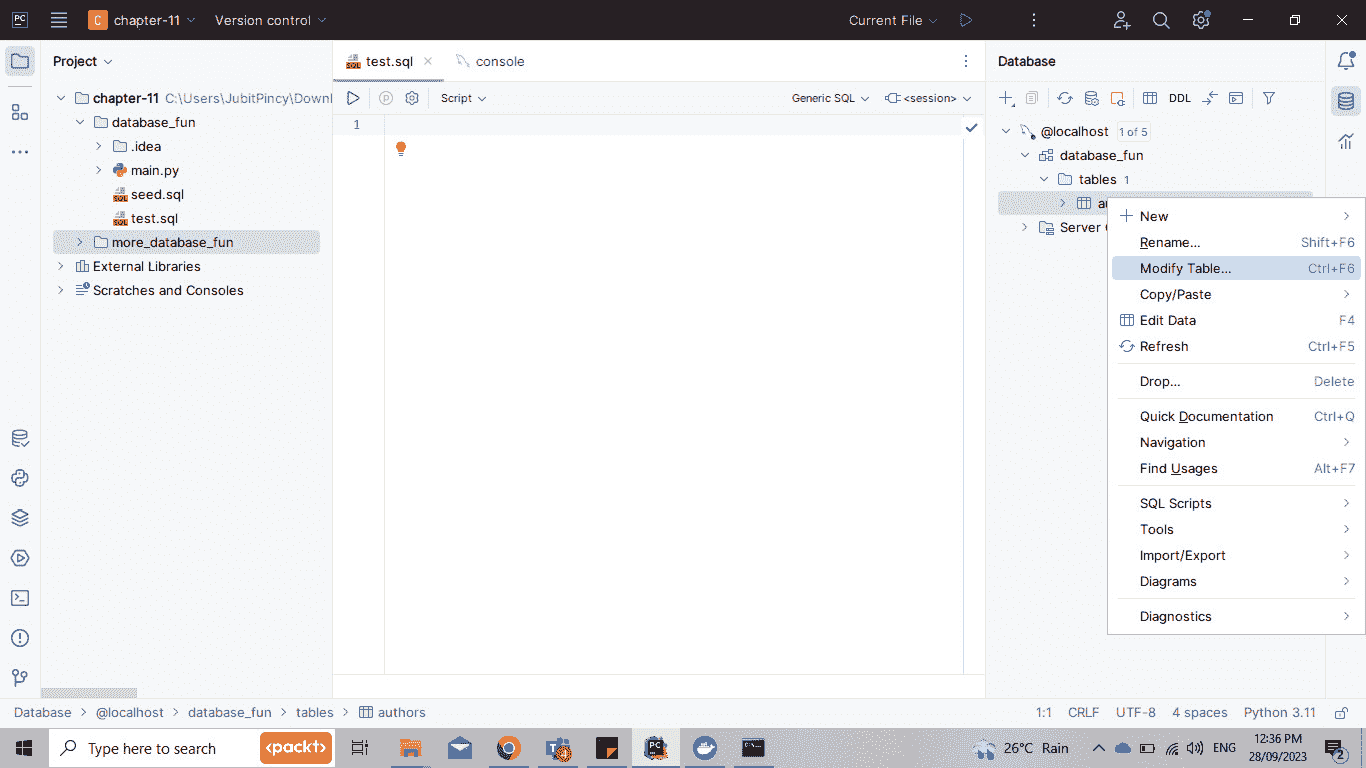 PC
C chapter-11
Version control
Current File
Project
test.sql
console
Database
chapter-11 C:\Users\JubitPincy\Downl
Script
Generic SQL
<session>
DDL
database_fun
.idea
main.py
seed.sql
test.sql
more_database_fun
External Libraries
Scratches and Consoles
1
@localhost 1 of 5
database_fun
tables 1
Server
New
Rename... Shift+F6
Modify Table... Ctrl+F6
Copy/Paste
Edit Data F4
Refresh Ctrl+F5
Drop... Delete
Quick Documentation Ctrl+Q
Navigation
Find Usages Alt+F7
SQL Scripts
Tools
Import/Export
Diagrams
Diagnostics
Database > @localhost > database_fun > tables > authors
1:1 CRLF UTF-8 4 spaces Python 3.11
Type here to search
<packt>
PC
26°C Rain
ENG
12:36 PM
28/09/2023
2